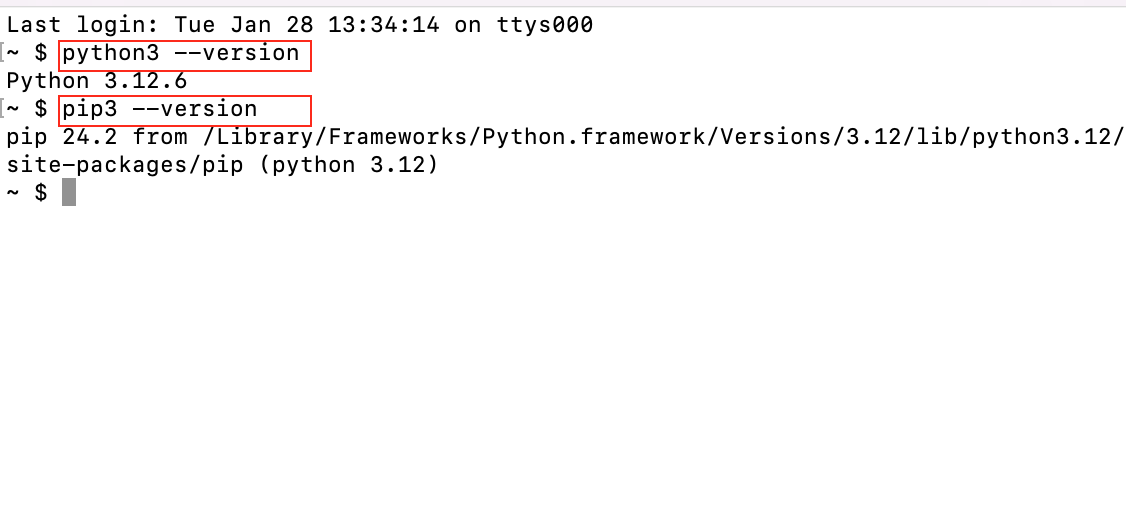 Last login: Tue Jan 28 13:34:14 on ttys000
~ $ python3 --version
Python 3.12.6
~ $ pip3 --version
pip 24.2 from /Library/Frameworks/Python.framework/Versions/3.12/lib/python3.12/
site-packages/pip (python 3.12)
~ $